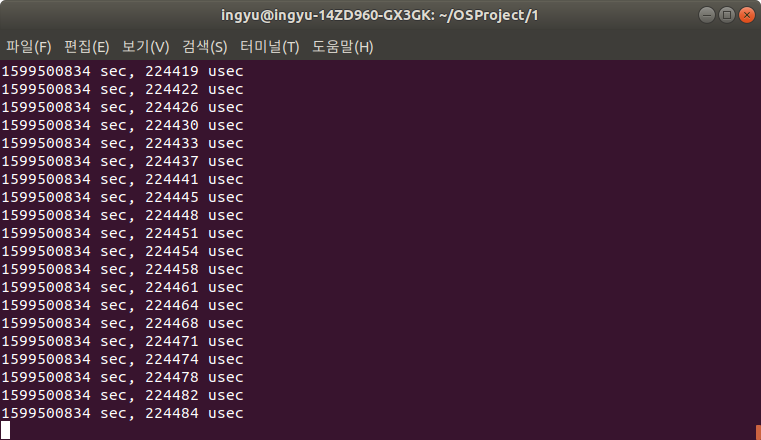 ingyu@ingyu-14ZD960-GX3GK: ~/OSProject/1
파일(F) 편집(E) 보기(V) 검색(S) 터미널(T) 도움말(H)
1599500834 sec, 224419 usec
1599500834 sec, 224422 usec
1599500834 sec, 224426 usec
1599500834 sec, 224430 usec
1599500834 sec, 224433 usec
1599500834 sec, 224437 usec
1599500834 sec, 224441 usec
1599500834 sec, 224445 usec
1599500834 sec, 224448 usec
1599500834 sec, 224451 usec
1599500834 sec, 224454 usec
1599500834 sec, 224458 usec
1599500834 sec, 224461 usec
1599500834 sec, 224464 usec
1599500834 sec, 224468 usec
1599500834 sec, 224471 usec
1599500834 sec, 224474 usec
1599500834 sec, 224478 usec
1599500834 sec, 224482 usec
1599500834 sec, 224484 usec